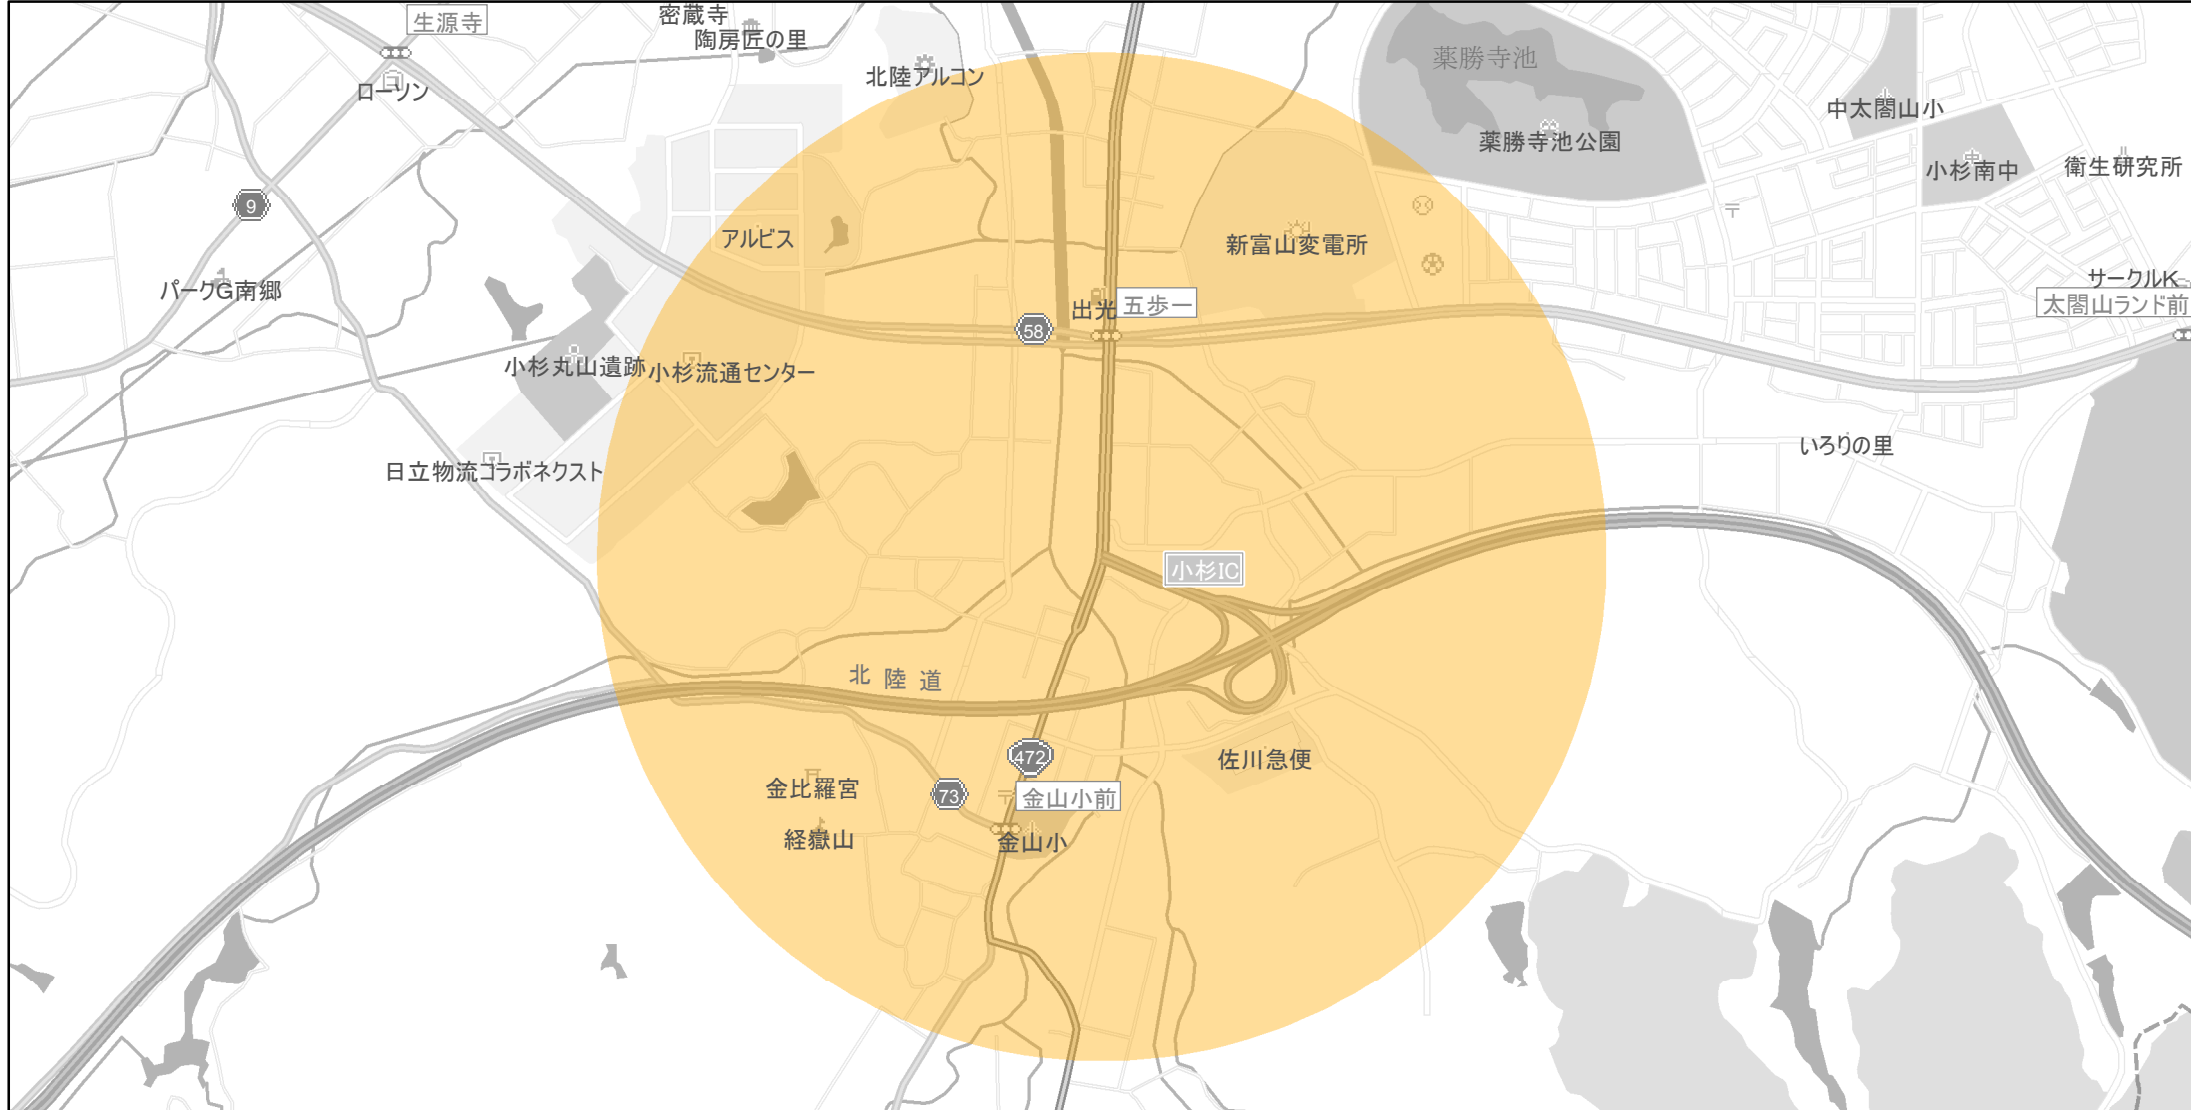 生源寺
密蔵寺
陶房匠の里
ローソン
北陸アルコン
薬勝寺池
薬勝寺池公園
中太閤山小
小杉南中
衛生研究所
9
アルビス
新富山変電所
パークG南郷
サークルK
太閤山ランド前
出光
五歩一
58
小杉丸山遺跡
小杉流通センター
いろりの里
日立物流コラボネクスト
小杉IC
北陸道
472
佐川急便
金比羅宮
73
金山小前
経嶽山
金山小